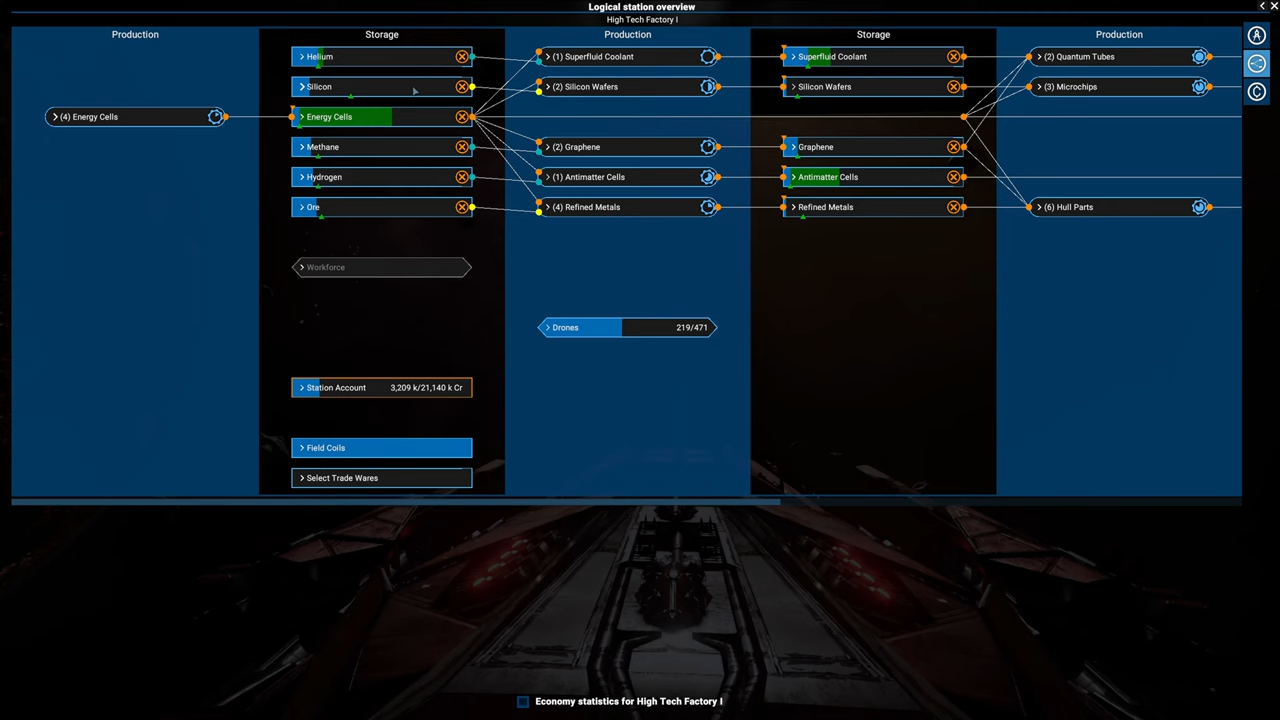 Logical station overview
High Tech Factory I
Production
Storage
Production
Storage
Production
Helium
(1) Superfluid Coolant
Superfluid Coolant
(2) Quantum Tubes
Silicon
(2) Silicon Wafers
Silicon Wafers
(3) Microchips
(4) Energy Cells
Energy Cells
Methane
(2) Graphene
Graphene
Hydrogen
(1) Antimatter Cells
Antimatter Cells
Ore
(4) Refined Metals
Refined Metals
(6) Hull Parts
Workforce
Drones 219/471
Station Account 3,209 k/21,140 k Cr
Field Coils
Select Trade Wares
Economy statistics for High Tech Factory I